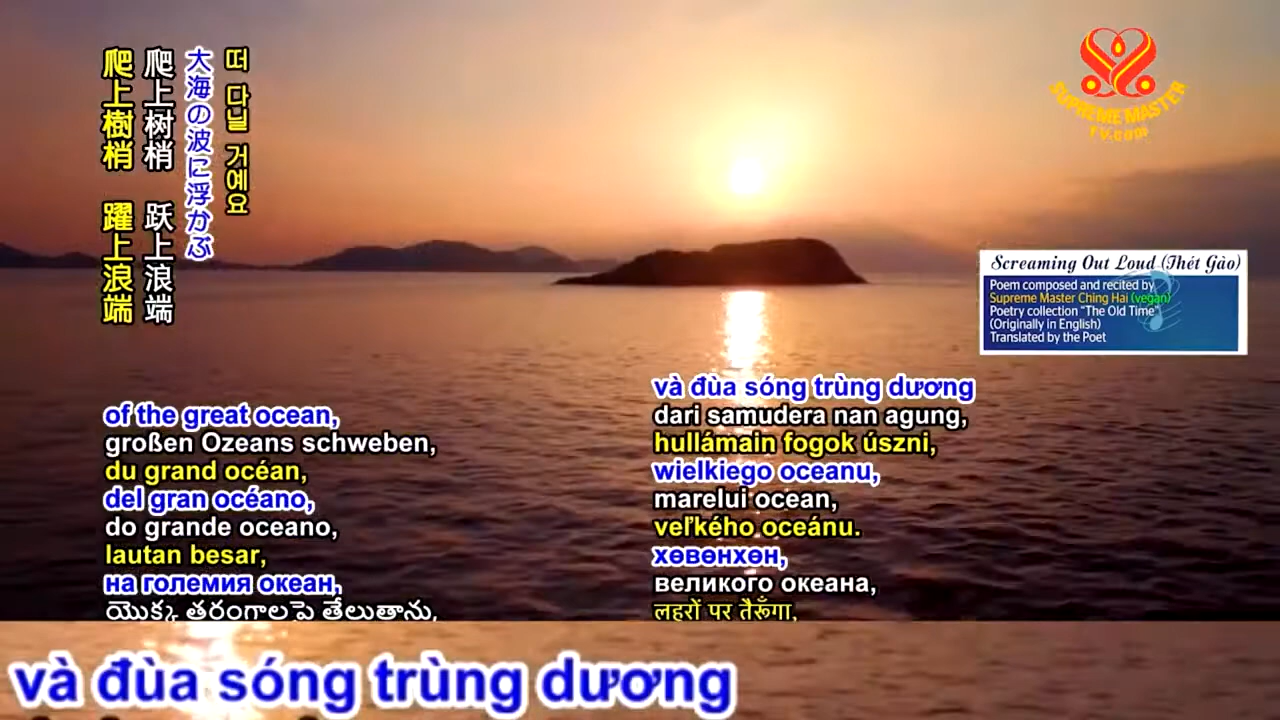 떠 다닐 거예요
大海の波に浮かぶ
爬上树梢 跃上浪端
爬上樹梢 躍上浪端
SUPREME MASTER
TV.com
Screaming Out Loud (Thét Gào)
Poem composed and recited by
Supreme Master Ching Hai (vegan)
Poetry collection "The Old Time"
(Originally in English)
Translated by the Poet
of the great ocean,
großen Ozeans schweben,
du grand océan,
del gran océano,
do grande oceano,
lautan besar,
на големия океан,
యొక్క తరంగాలపై తేలుతాను,
và đùa sóng trùng dương
dari samudera nan agung,
hullámain fogok úszni,
wielkiego oceanu,
marelui ocean,
veľkého oceánu.
хөвөнхөн,
великого океана,
लहरों पर तैरूँगा,
và đùa sóng trùng dương